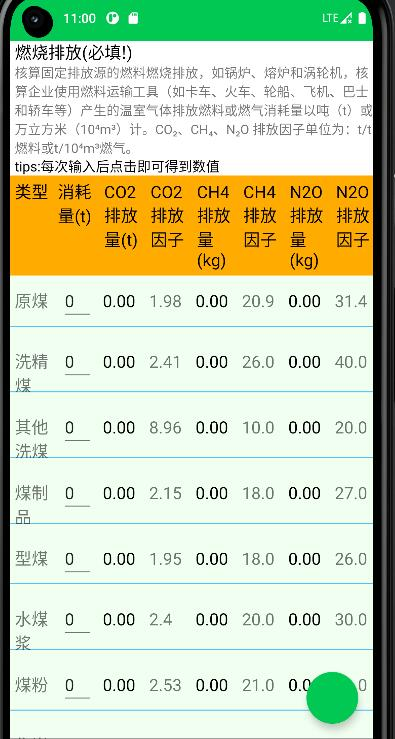 11:00 LTE
燃烧排放(必填!)
核算固定排放源的燃料燃烧排放，如锅炉、熔炉和涡轮机，核
算企业使用燃料运输工具（如卡车、火车、轮船、飞机、巴士
和轿车等）产生的温室气体排放燃料或燃气消耗量以吨（t）或
万立方米（10⁴m³）计。CO₂、CH₄、N₂O 排放因子单位为：t/t
燃料或t/10⁴m³燃气。
tips:每次输入后点击即可得到数值
类型 消耗量(t) CO2排放量(t) CO2排放因子 CH4排放量(kg) CH4排放因子 N2O排放量(kg) N2O排放因子
原煤 0 0.00 1.98 0.00 20.9 0.00 31.4
洗精煤 0 0.00 2.41 0.00 26.0 0.00 40.0
其他洗煤 0 0.00 8.96 0.00 10.0 0.00 20.0
煤制品 0 0.00 2.15 0.00 18.0 0.00 27.0
型煤 0 0.00 1.95 0.00 18.0 0.00 26.0
水煤浆 0 0.00 2.4 0.00 20.0 0.00 30.0
煤粉 0 0.00 2.53 0.00 21.0